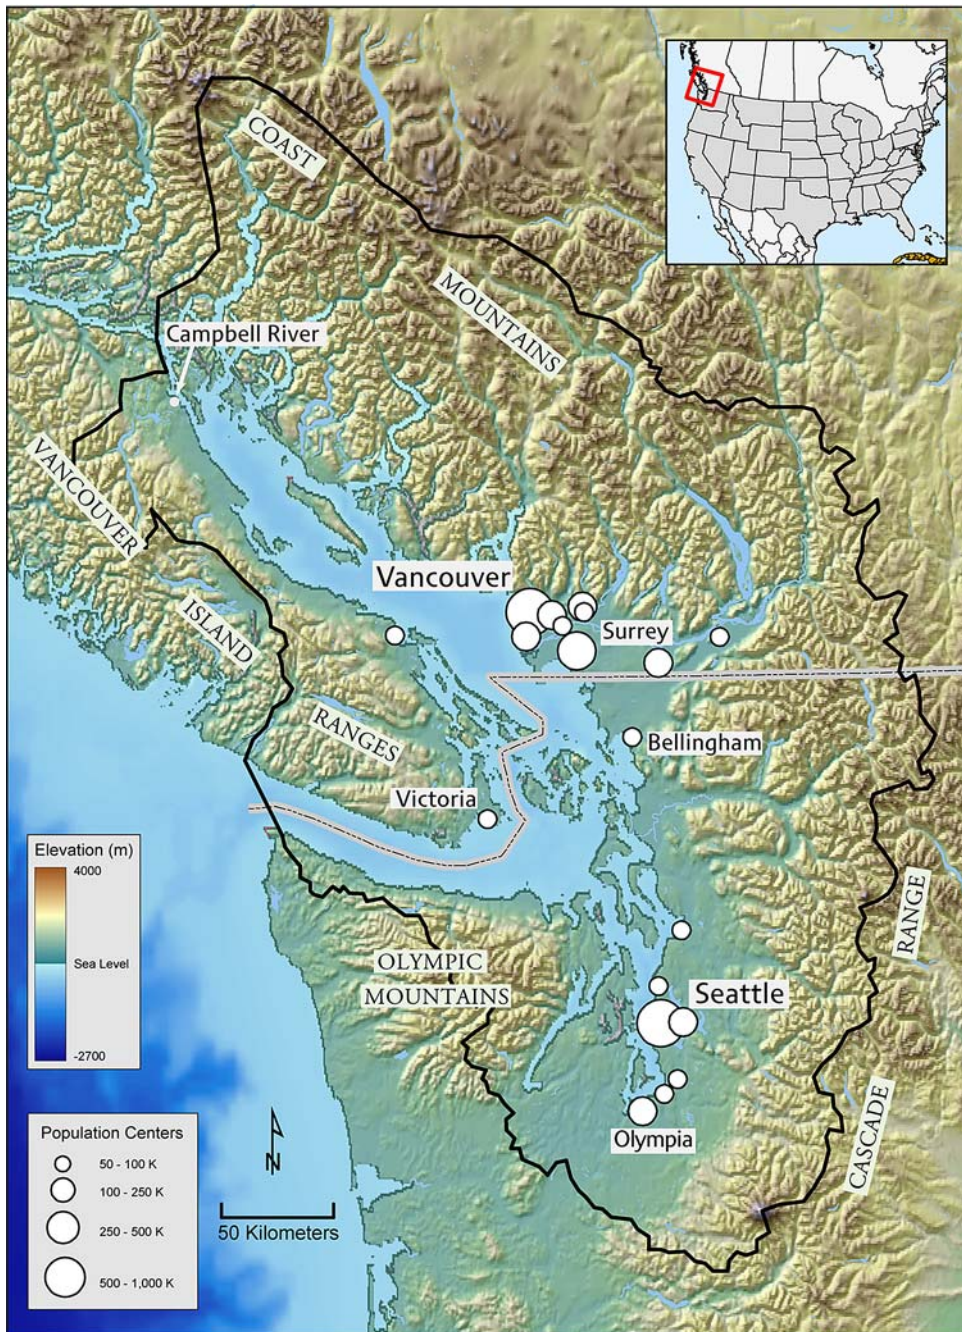 COAST
MOUNTAINS
Campbell River
VANCOUVER
ISLAND
RANGES
Vancouver
Surrey
Bellingham
Victoria
OLYMPIC
MOUNTAINS
Seattle
Olympia
RANGE
CASCADE
Elevation (m)
4000
Sea Level
-2700
Population Centers
50 - 100 K
100 - 250 K
250 - 500 K
500 - 1,000 K
N
50 Kilometers